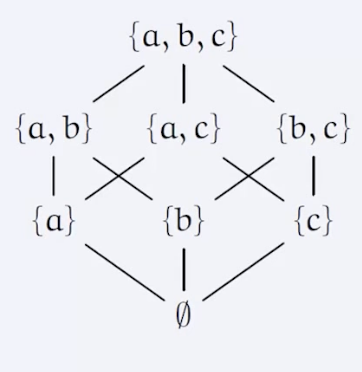 {a, b, c}
{a, b} {a, c} {b, c}
{a} {b} {c}
∅